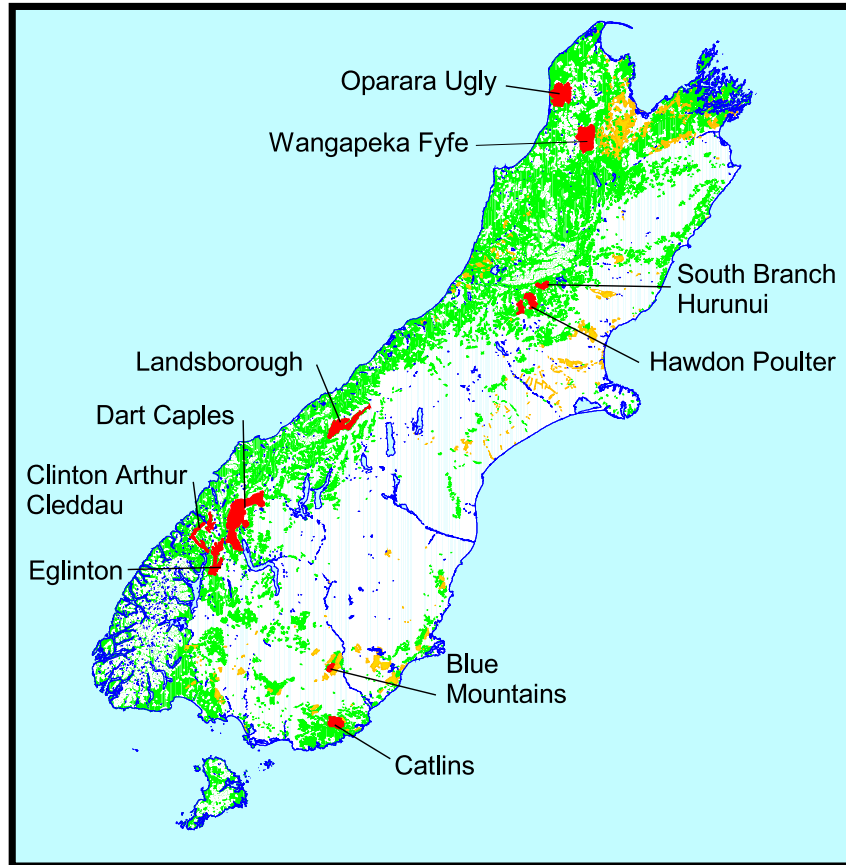 Oparara Ugly
Wangapeka Fyfe
South Branch
Hurunui
Hawdon Poulter
Landsborough
Dart Caples
Clinton Arthur
Cleddau
Eglinton
Blue
Mountains
Catlins